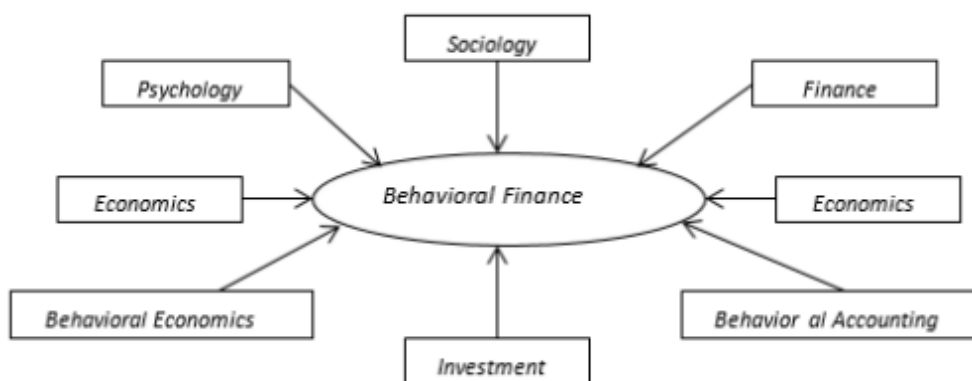 Sociology
Psychology
Finance
Behavioral Finance
Economics
Economics
Behavioral Economics
Behavior al Accounting
Investment